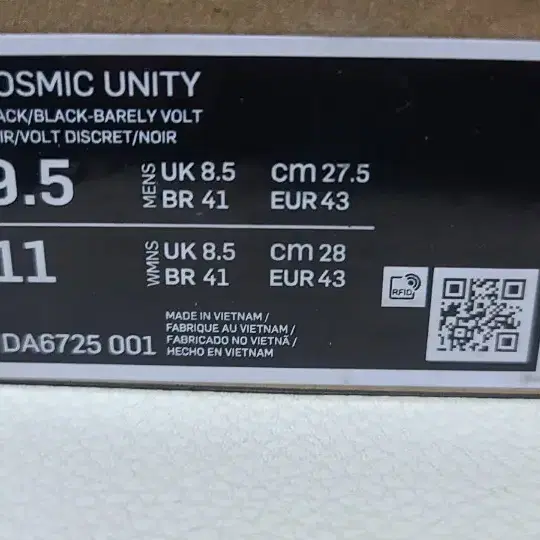 OSMIC UNITY
ACK/BLACK-BARELY VOLT
IR/VOLT DISCRET/NOIR
9.5 MENS UK 8.5 cm 27.5
BR 41 EUR 43
11 WMNS UK 8.5 cm 28
BR 41 EUR 43
RFID
MADE IN VIETNAM /
FABRIQUE AU VIETNAM /
DA6725 001 FABRICADO NO VIETNÃ /
HECHO EN VIETNAM